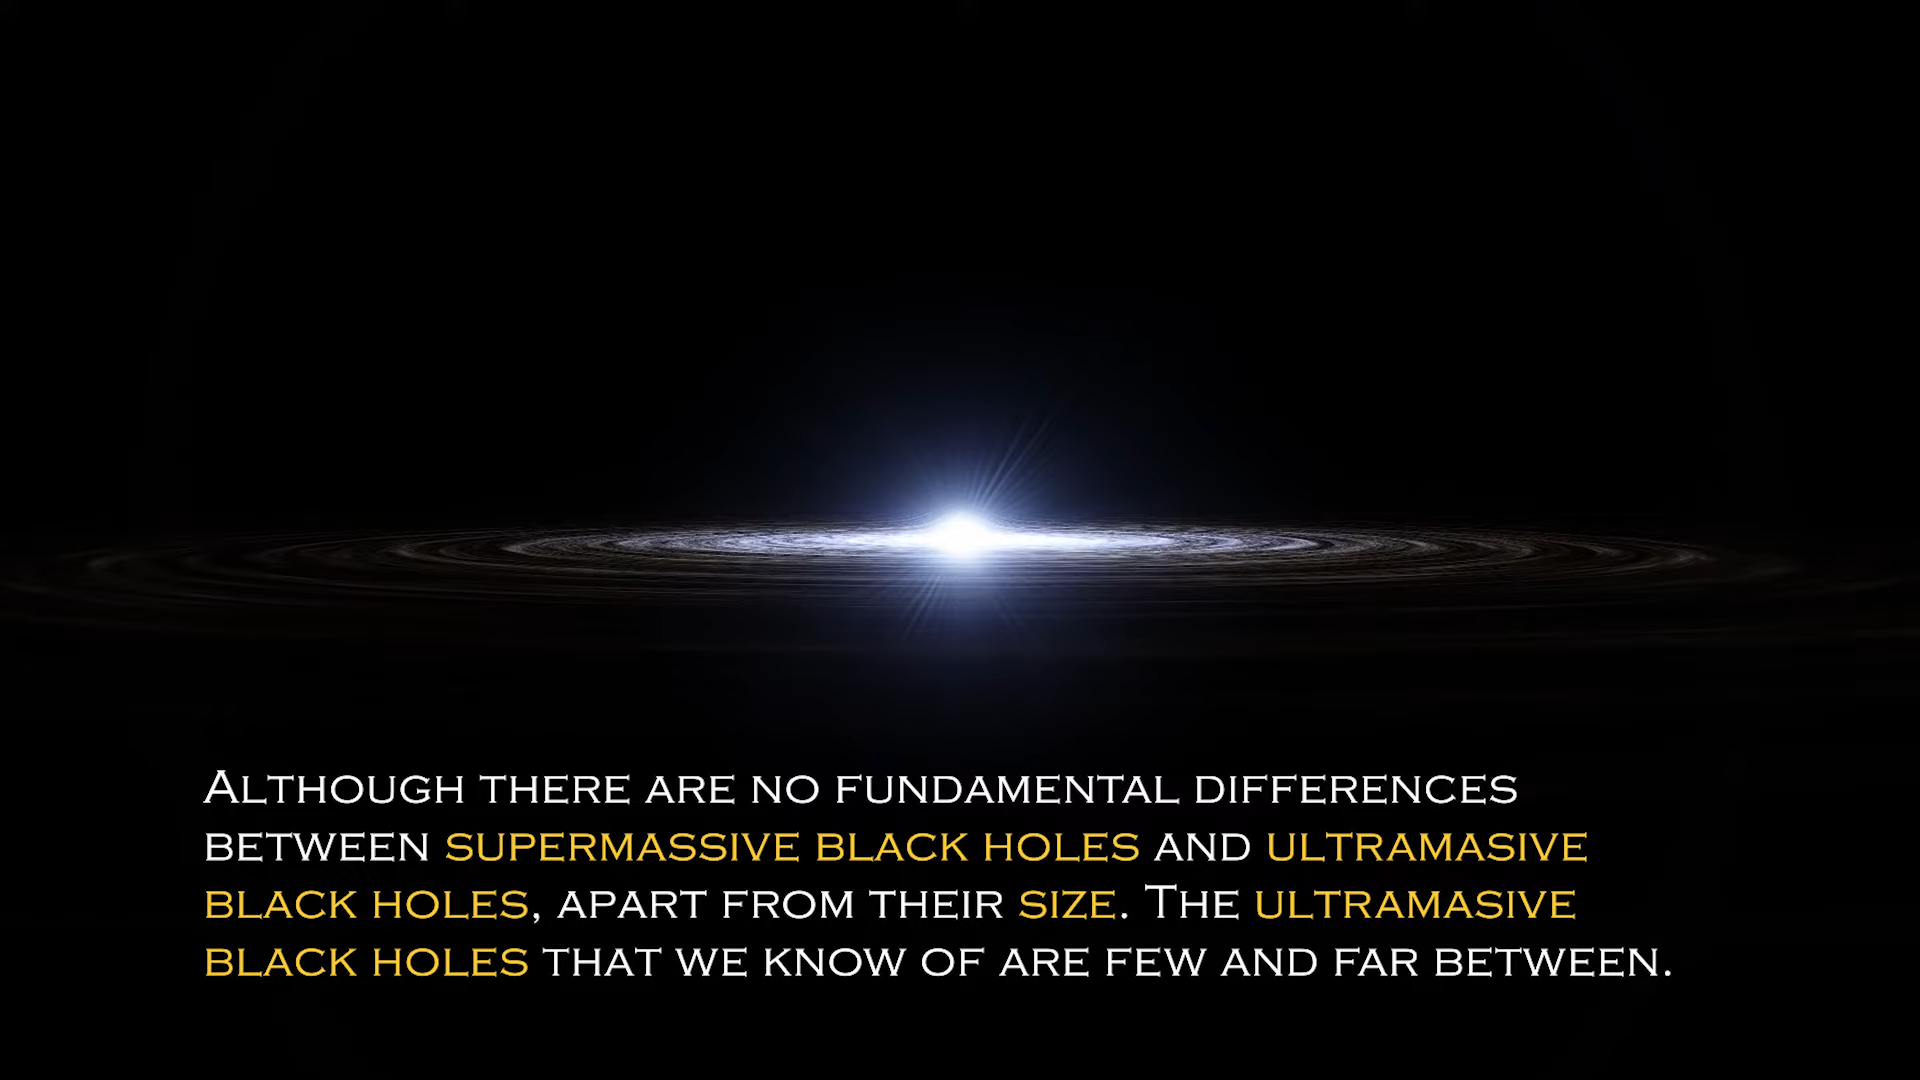 Although there are no fundamental differences
between supermassive black holes and ultramasive
black holes, apart from their size. The ultramasive
black holes that we know of are few and far between.